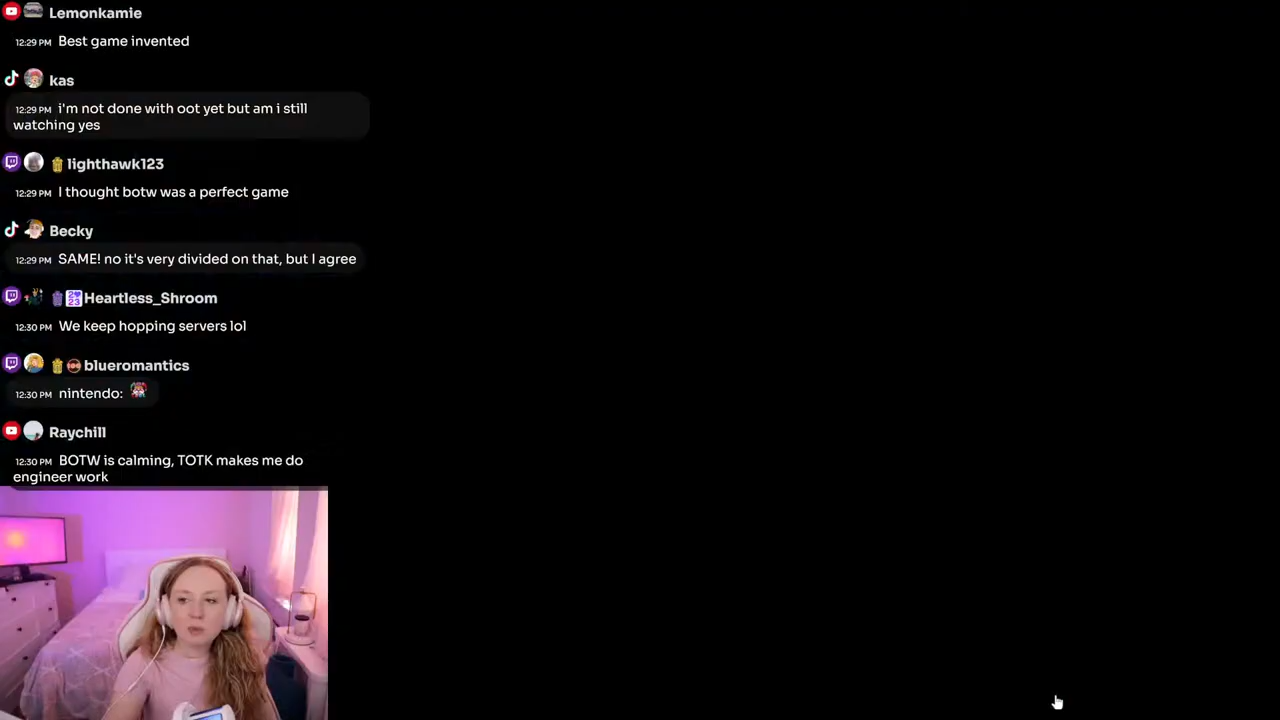 Lemonkamie
12:29 PM Best game invented
kas
12:29 PM i'm not done with oot yet but am i still
watching yes
lighthawk123
12:29 PM I thought botw was a perfect game
Becky
12:29 PM SAME! no it's very divided on that, but I agree
Heartless_Shroom
12:30 PM We keep hopping servers lol
blueromantics
12:30 PM nintendo:
Raychill
12:30 PM BOTW is calming, TOTK makes me do
engineer work